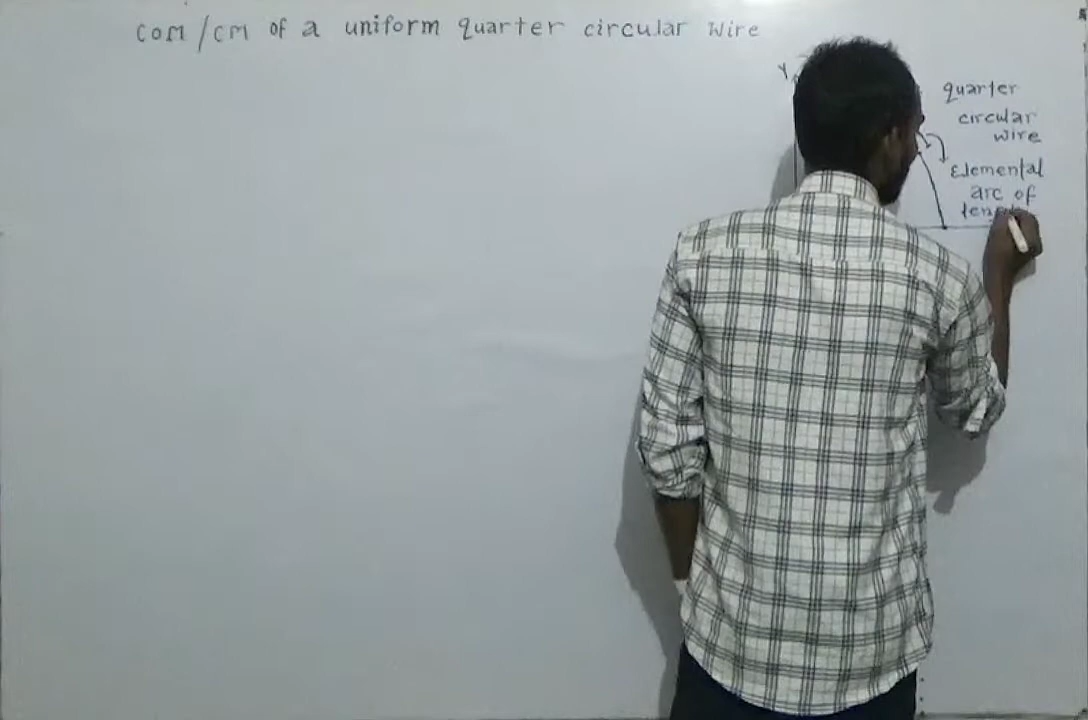 COM/CM of a uniform quarter circular wire
Y
quarter
circular
wire
Elemental
arc of